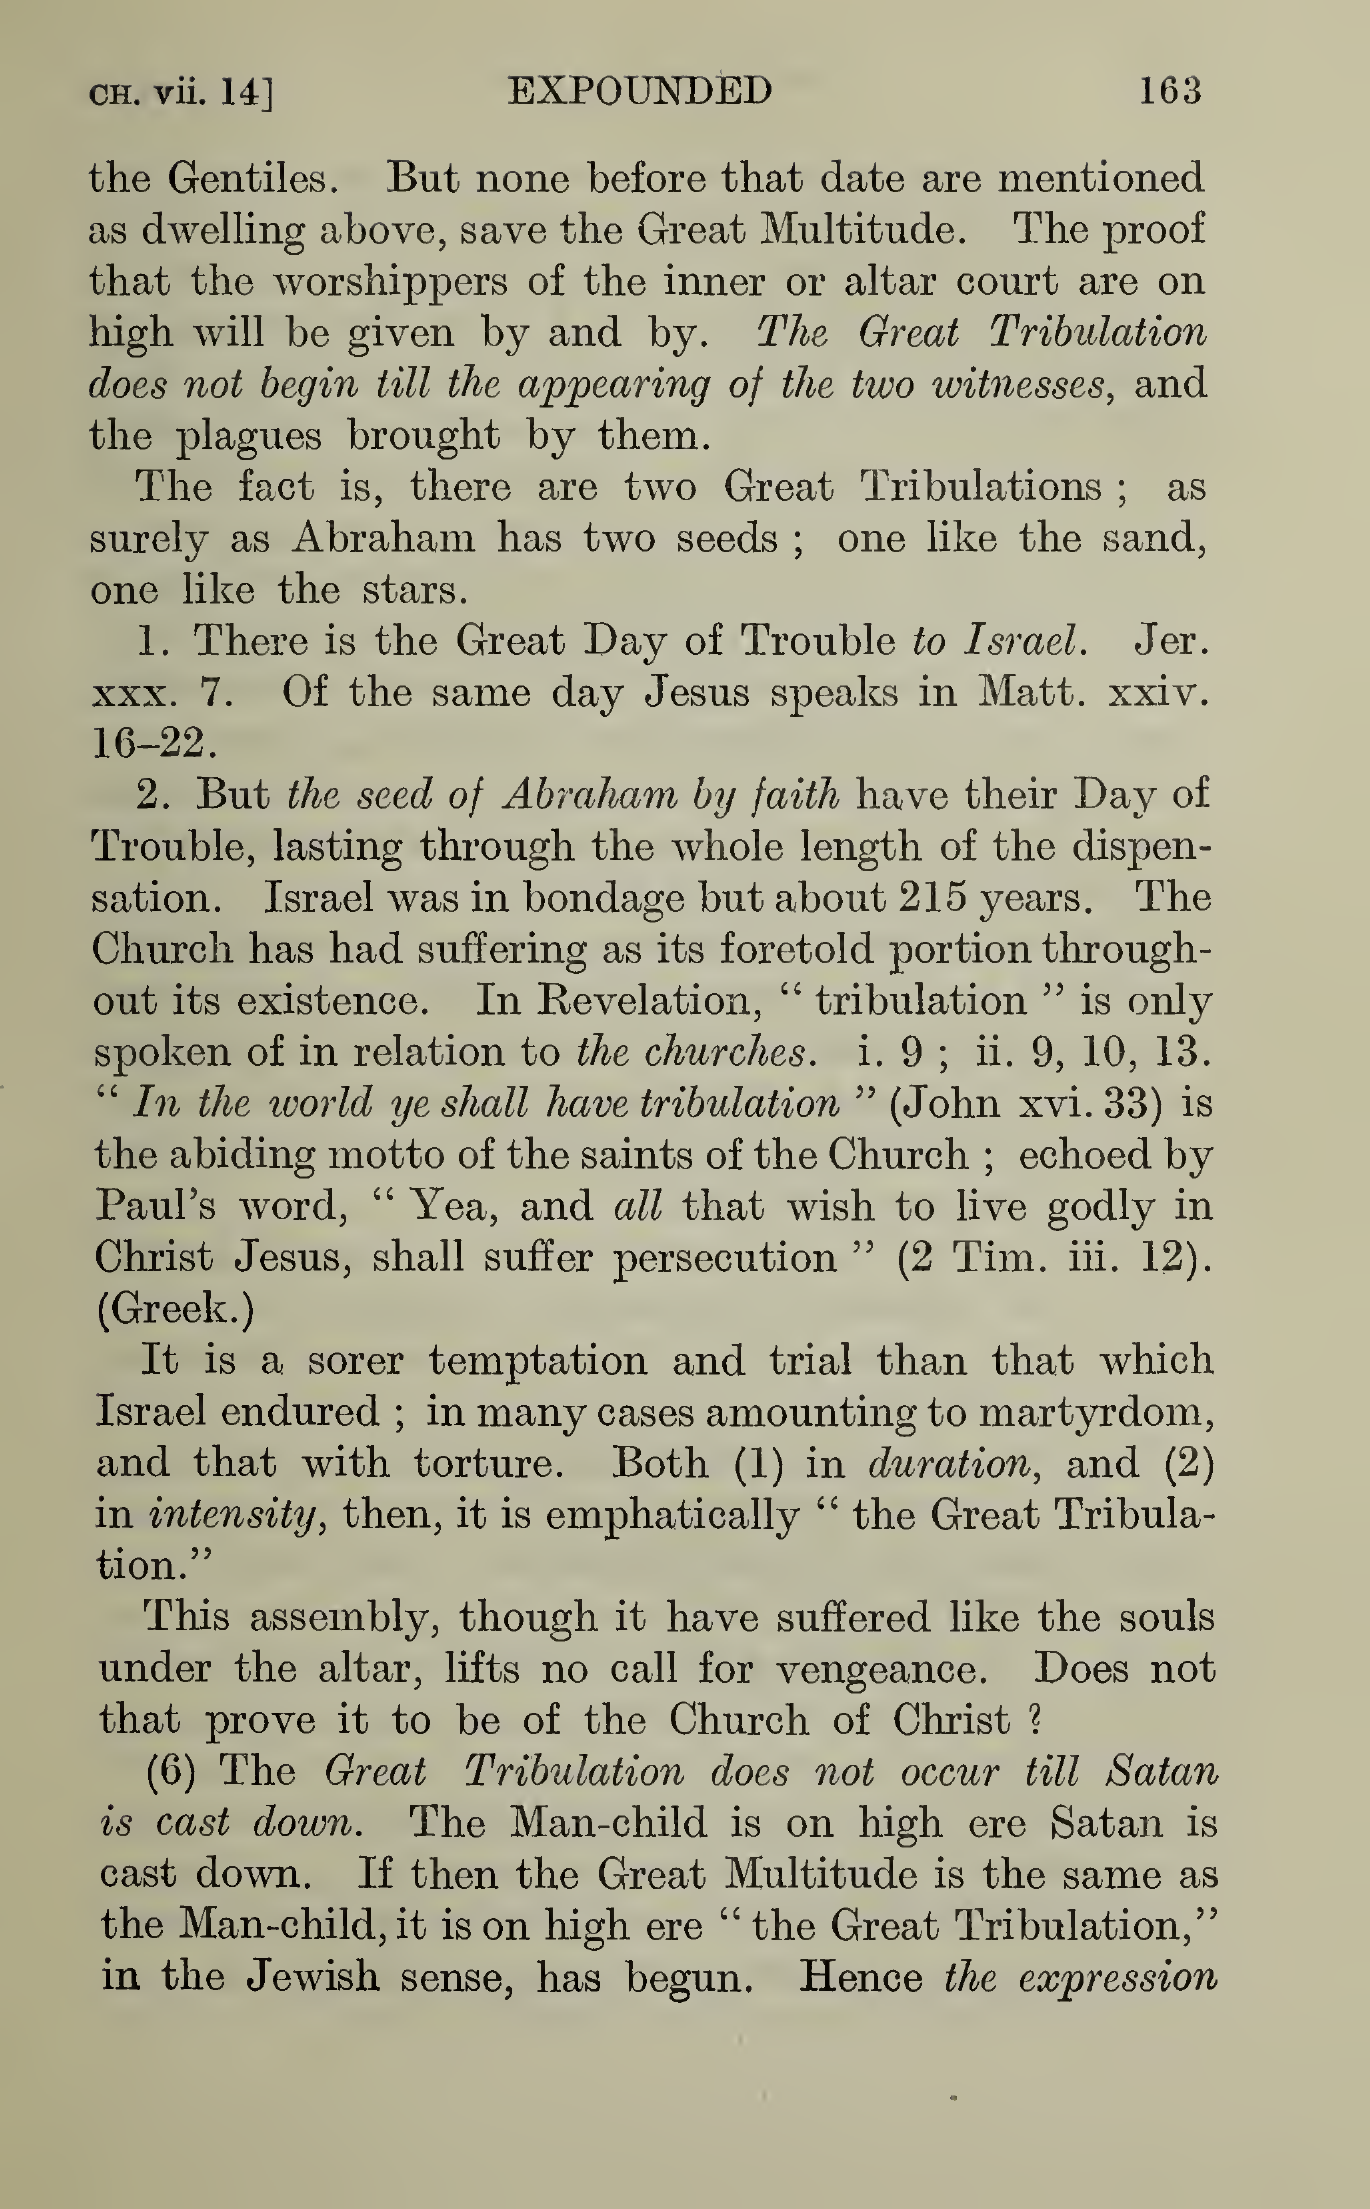 CH. vii. 14] EXPOUNDED 163
the Gentiles. But none before that date are mentioned
as dwelling above, save the Great Multitude. The proof
that the worshippers of the inner or altar court are on
high will be given by and by. The Great Tribulation
does not begin till the appearing of the two witnesses, and
the plagues brought by them.
The fact is, there are two Great Tribulations ; as
surely as Abraham has two seeds ; one like the sand,
one like the stars.
1. There is the Great Day of Trouble to Israel. Jer.
xxx. 7. Of the same day Jesus speaks in Matt. xxiv.
16–22.
2. But the seed of Abraham by faith have their Day of
Trouble, lasting through the whole length of the dispen-
sation. Israel was in bondage but about 215 years. The
Church has had suffering as its foretold portion through-
out its existence. In Revelation, “ tribulation ” is only
spoken of in relation to the churches. i. 9 ; ii. 9, 10, 13.
“ In the world ye shall have tribulation ” (John xvi. 33) is
the abiding motto of the saints of the Church ; echoed by
Paul’s word, “ Yea, and all that wish to live godly in
Christ Jesus, shall suffer persecution ” (2 Tim. iii. 12).
(Greek.)
It is a sorer temptation and trial than that which
Israel endured ; in many cases amounting to martyrdom,
and that with torture. Both (1) in duration, and (2)
in intensity, then, it is emphatically “ the Great Tribula-
tion.”
This assembly, though it have suffered like the souls
under the altar, lifts no call for vengeance. Does not
that prove it to be of the Church of Christ ?
(6) The Great Tribulation does not occur till Satan
is cast down. The Man-child is on high ere Satan is
cast down. If then the Great Multitude is the same as
the Man-child, it is on high ere “ the Great Tribulation,”
in the Jewish sense, has begun. Hence the expression